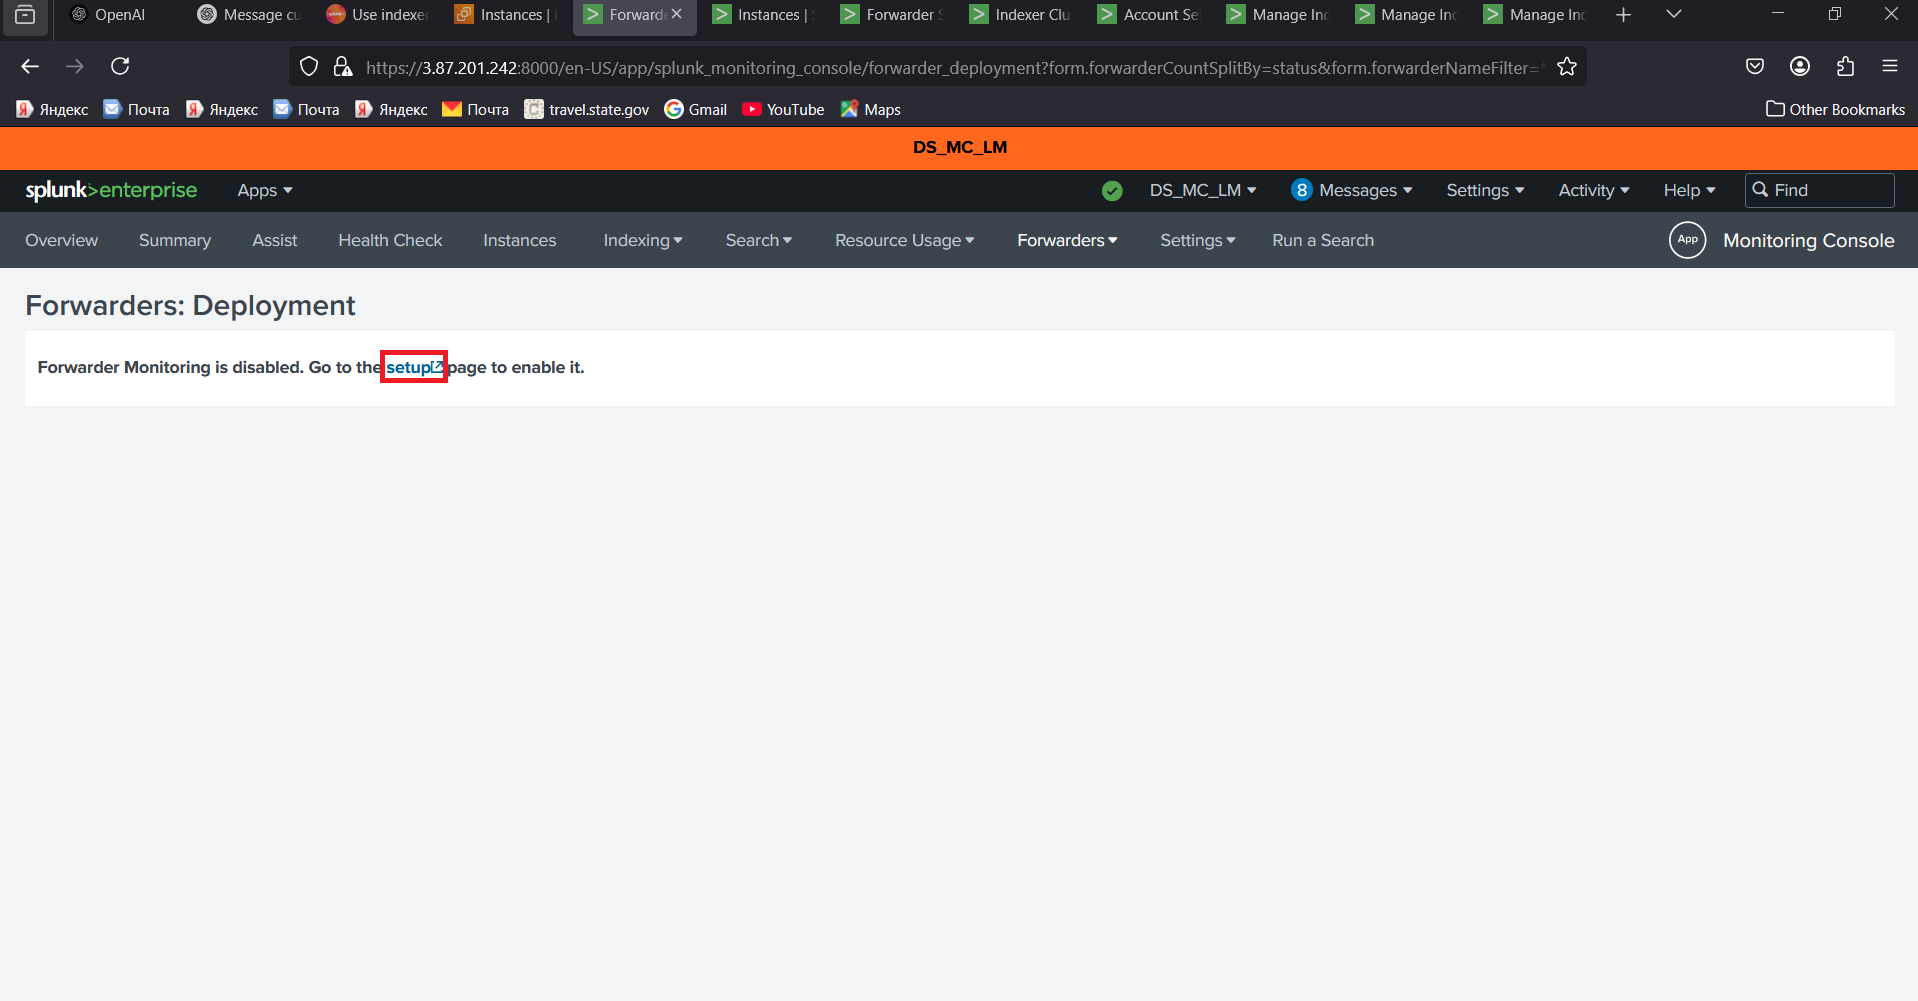 OpenAI
Message cu
Use indexe
Instances |
Forwarde
Instances |
Forwarder S
Indexer Clu
Account Se
Manage Ind
Manage Ind
Manage Ind
https://3.87.201.242:8000/en-US/app/splunk_monitoring_console/forwarder_deployment?form.forwarderCountSplitBy=status&form.forwarderNameFilter=*
Яндекс
Почта
Яндекс
Почта
Яндекс
Почта
travel.state.gov
Gmail
YouTube
Maps
Other Bookmarks
DS_MC_LM
splunk>enterprise
Apps
DS_MC_LM
8 Messages
Settings
Activity
Help
Find
Overview
Summary
Assist
Health Check
Instances
Indexing
Search
Resource Usage
Forwarders
Settings
Run a Search
App
Monitoring Console
Forwarders: Deployment
Forwarder Monitoring is disabled. Go to the setup page to enable it.